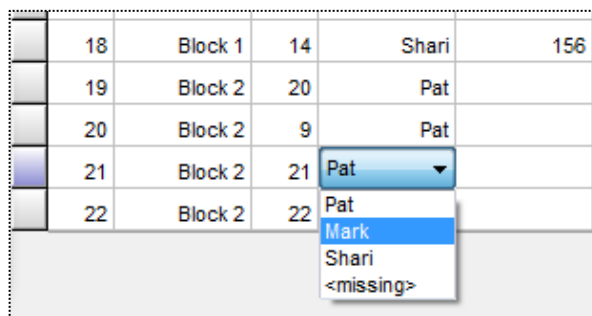 18 Block 1 14 Shari 156
19 Block 2 20 Pat
20 Block 2 9 Pat
21 Block 2 21 Pat
22 Block 2 22 Pat
Mark
Shari
<missing>